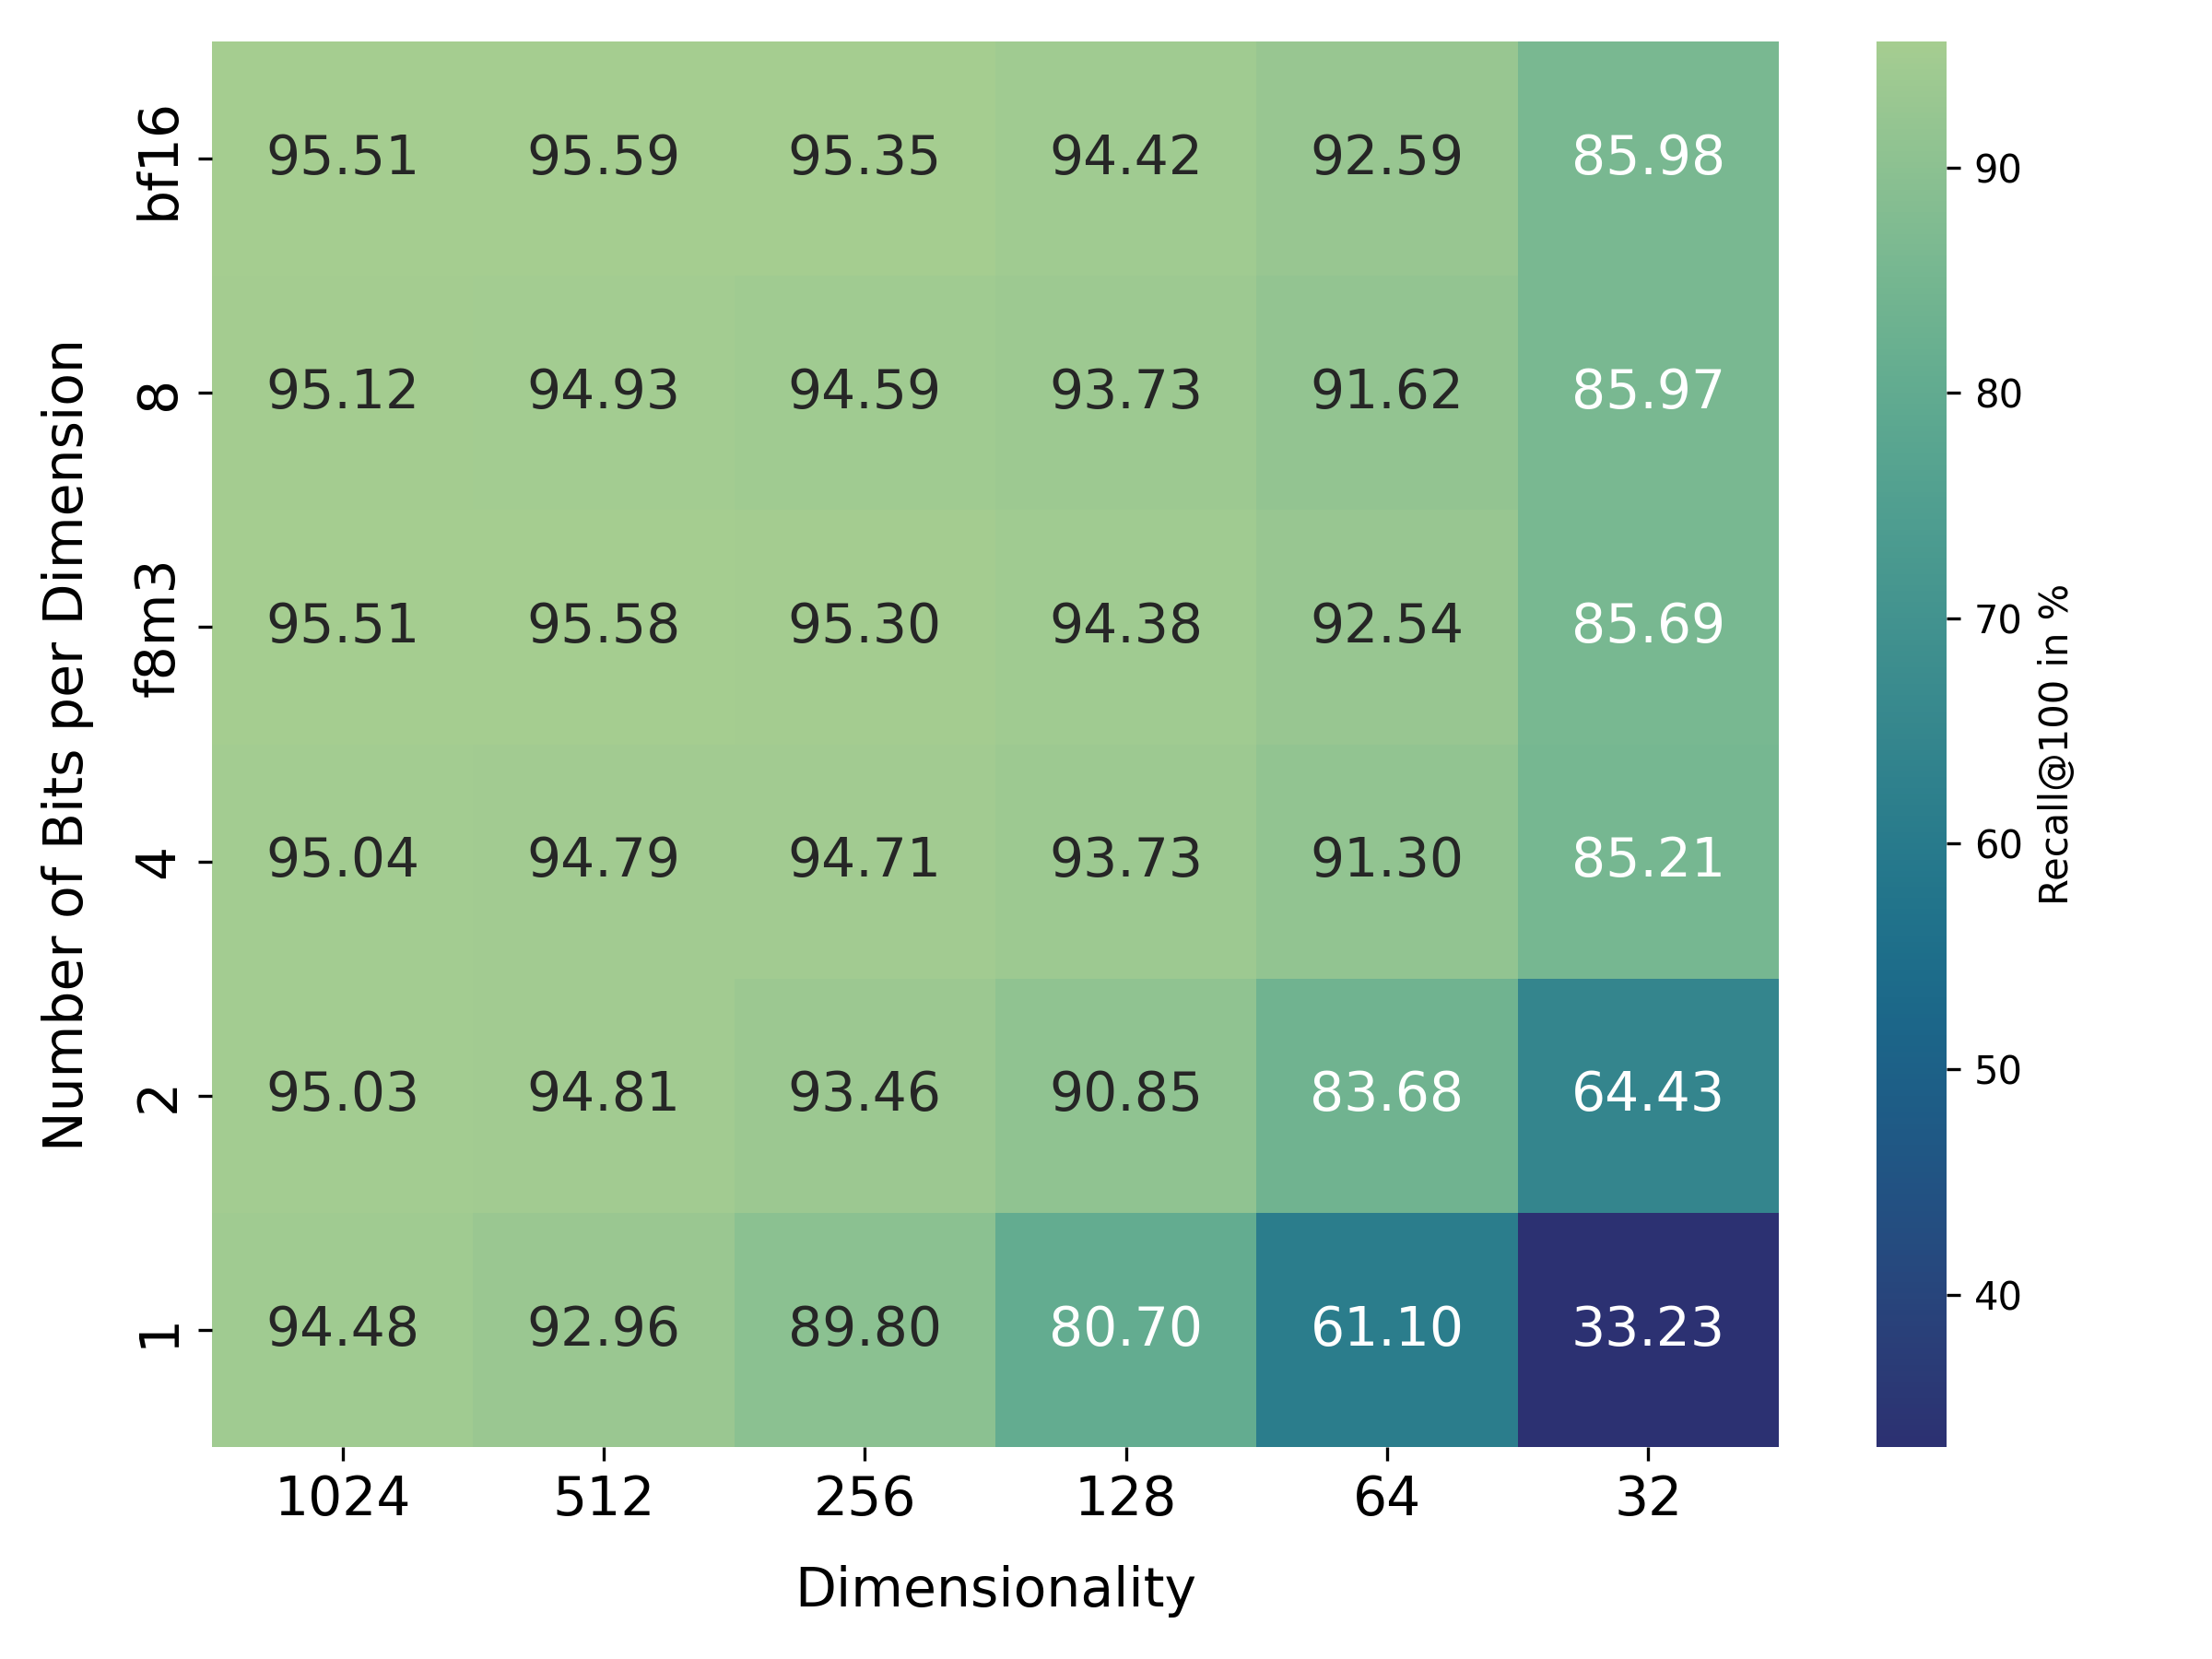 Number of Bits per Dimension
bf16 95.51 95.59 95.35 94.42 92.59 85.98
8 95.12 94.93 94.59 93.73 91.62 85.97
f8m3 95.51 95.58 95.30 94.38 92.54 85.69
4 95.04 94.79 94.71 93.73 91.30 85.21
2 95.03 94.81 93.46 90.85 83.68 64.43
1 94.48 92.96 89.80 80.70 61.10 33.23
1024 512 256 128 64 32
Dimensionality
90
80
70
60
50
40
Recall@100 in %